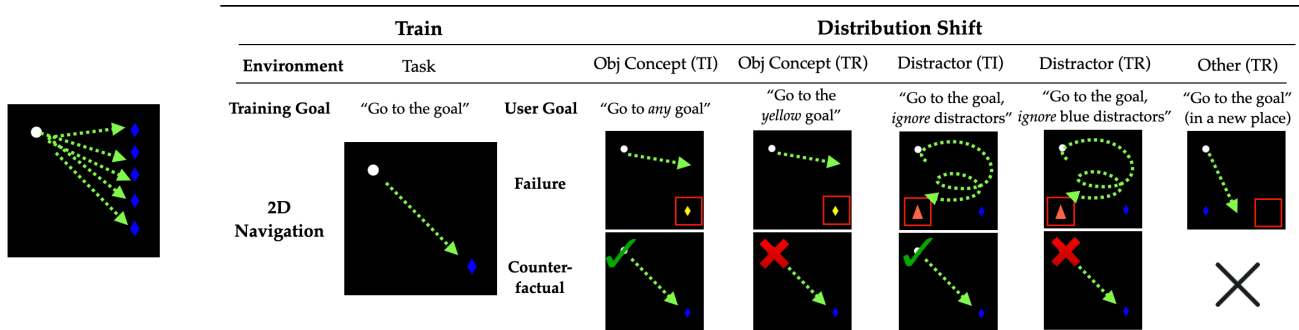 Train Distribution Shift
Environment Task Obj Concept (TI) Obj Concept (TR) Distractor (TI) Distractor (TR) Other (TR)
Training Goal “Go to the goal” User Goal “Go to any goal” “Go to the yellow goal” “Go to the goal, ignore distractors” “Go to the goal, ignore blue distractors” “Go to the goal” (in a new place)
2D Navigation
Failure
Counter-
factual